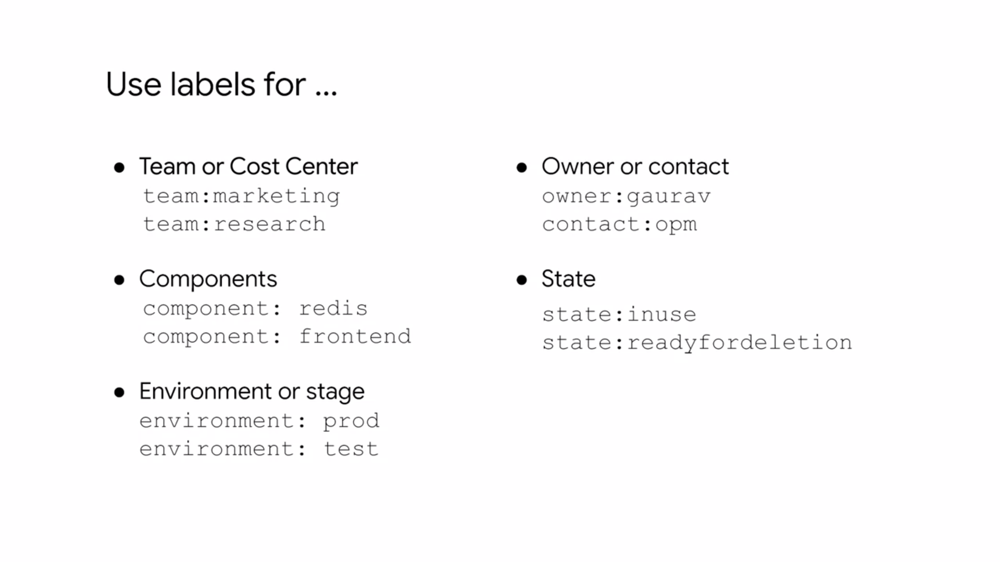 Use labels for ...
● Team or Cost Center
team:marketing
team:research
● Components
component: redis
component: frontend
● Environment or stage
environment: prod
environment: test
● Owner or contact
owner:gaurav
contact:opm
● State
state:inuse
state:readyfordeletion